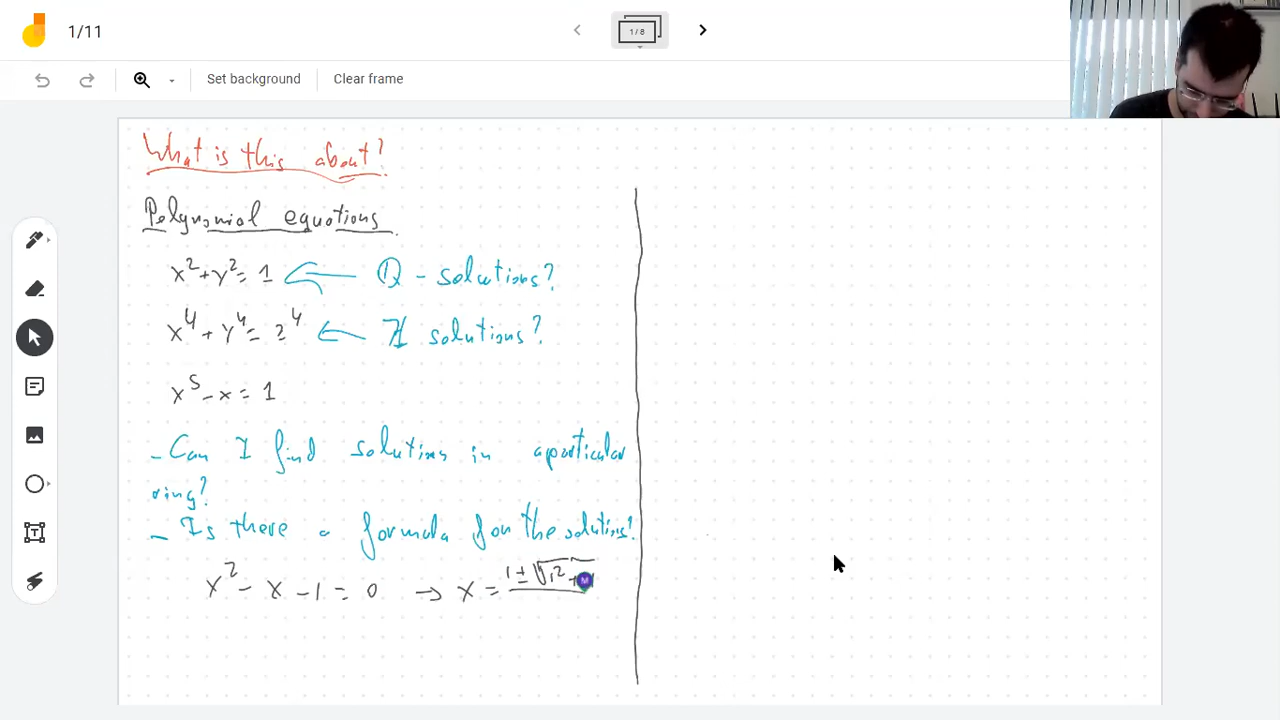 1/11
1/8
Set background
Clear frame
What is this about?
Polynomial equations
x²+y²=1 ← Q - solutions?
x⁴+y⁴=z⁴ ← Z solutions?
x⁵-x=1
- Can I find solutions in a particular
ring?
- Is there a formula for the solutions?
x²-x-1=0 → x = 1±√1²+
M